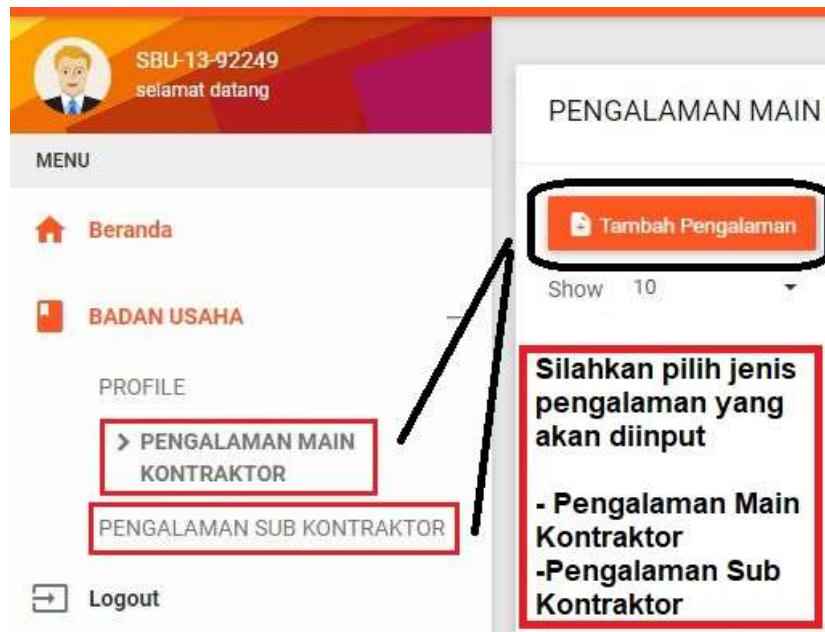 SBU-13-92249
selamat datang
MENU
Beranda
BADAN USAHA
PROFILE
PENGALAMAN MAIN
KONTRAKTOR
PENGALAMAN SUB KONTRAKTOR
Logout
PENGALAMAN MAIN
Tambah Pengalaman
Show 10
Silahkan pilih jenis
pengalaman yang
akan diinput
- Pengalaman Main
Kontraktor
-Pengalaman Sub
Kontraktor